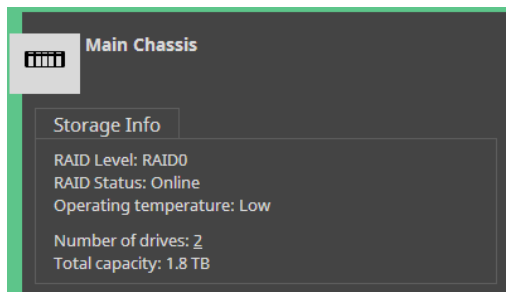 Main Chassis
Storage Info
RAID Level: RAID0
RAID Status: Online
Operating temperature: Low
Number of drives: 2
Total capacity: 1.8 TB